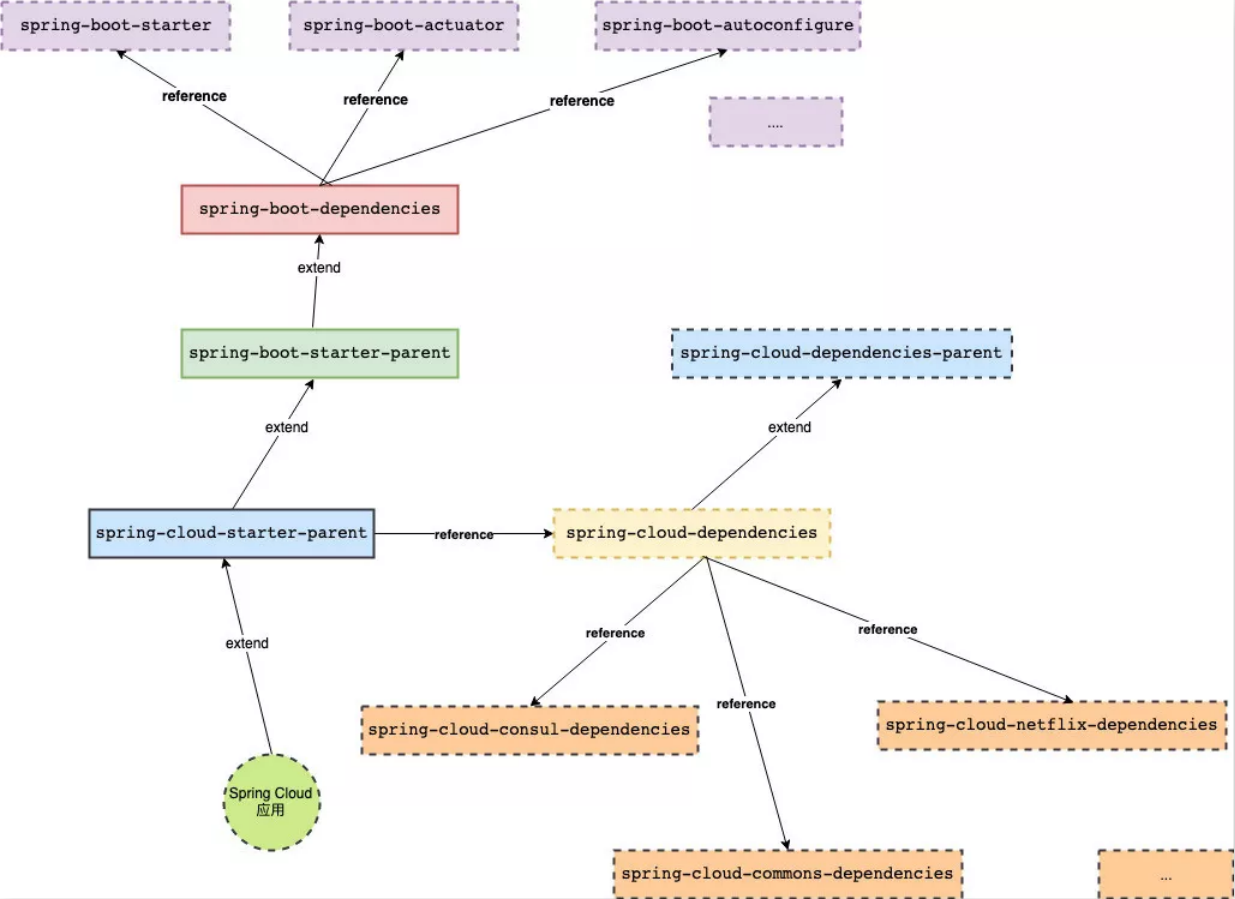 spring-boot-starter
spring-boot-actuator
spring-boot-autoconfigure
reference
reference
reference
....
spring-boot-dependencies
extend
spring-boot-starter-parent
spring-cloud-dependencies-parent
extend
extend
spring-cloud-starter-parent
reference
spring-cloud-dependencies
extend
reference
reference
reference
spring-cloud-consul-dependencies
spring-cloud-netflix-dependencies
Spring Cloud
应用
spring-cloud-commons-dependencies
...